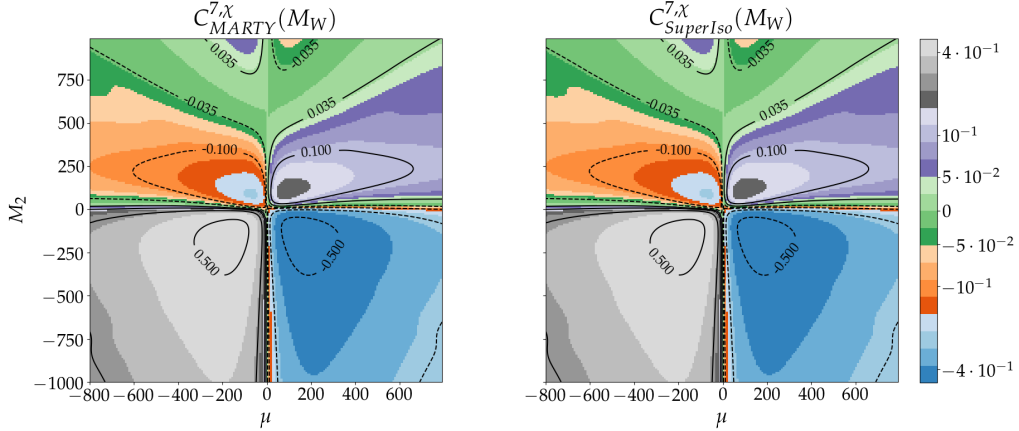 C^{7,χ}_{MARTY}(M_W)
C^{7,χ}_{SuperIso}(M_W)
750
500
250
0
−250
−500
−750
−1000
M_2
0.035
-0.035
-0.035
0.035
-0.100
0.100
0.500
-0.500
−800 −600 −400 −200 0 200 400 600
μ
0.035
-0.035
-0.035
0.035
-0.100
0.100
0.500
-0.500
−800 −600 −400 −200 0 200 400 600
μ
4 · 10^{−1}
10^{−1}
5 · 10^{−2}
0
−5 · 10^{−2}
−10^{−1}
−4 · 10^{−1}